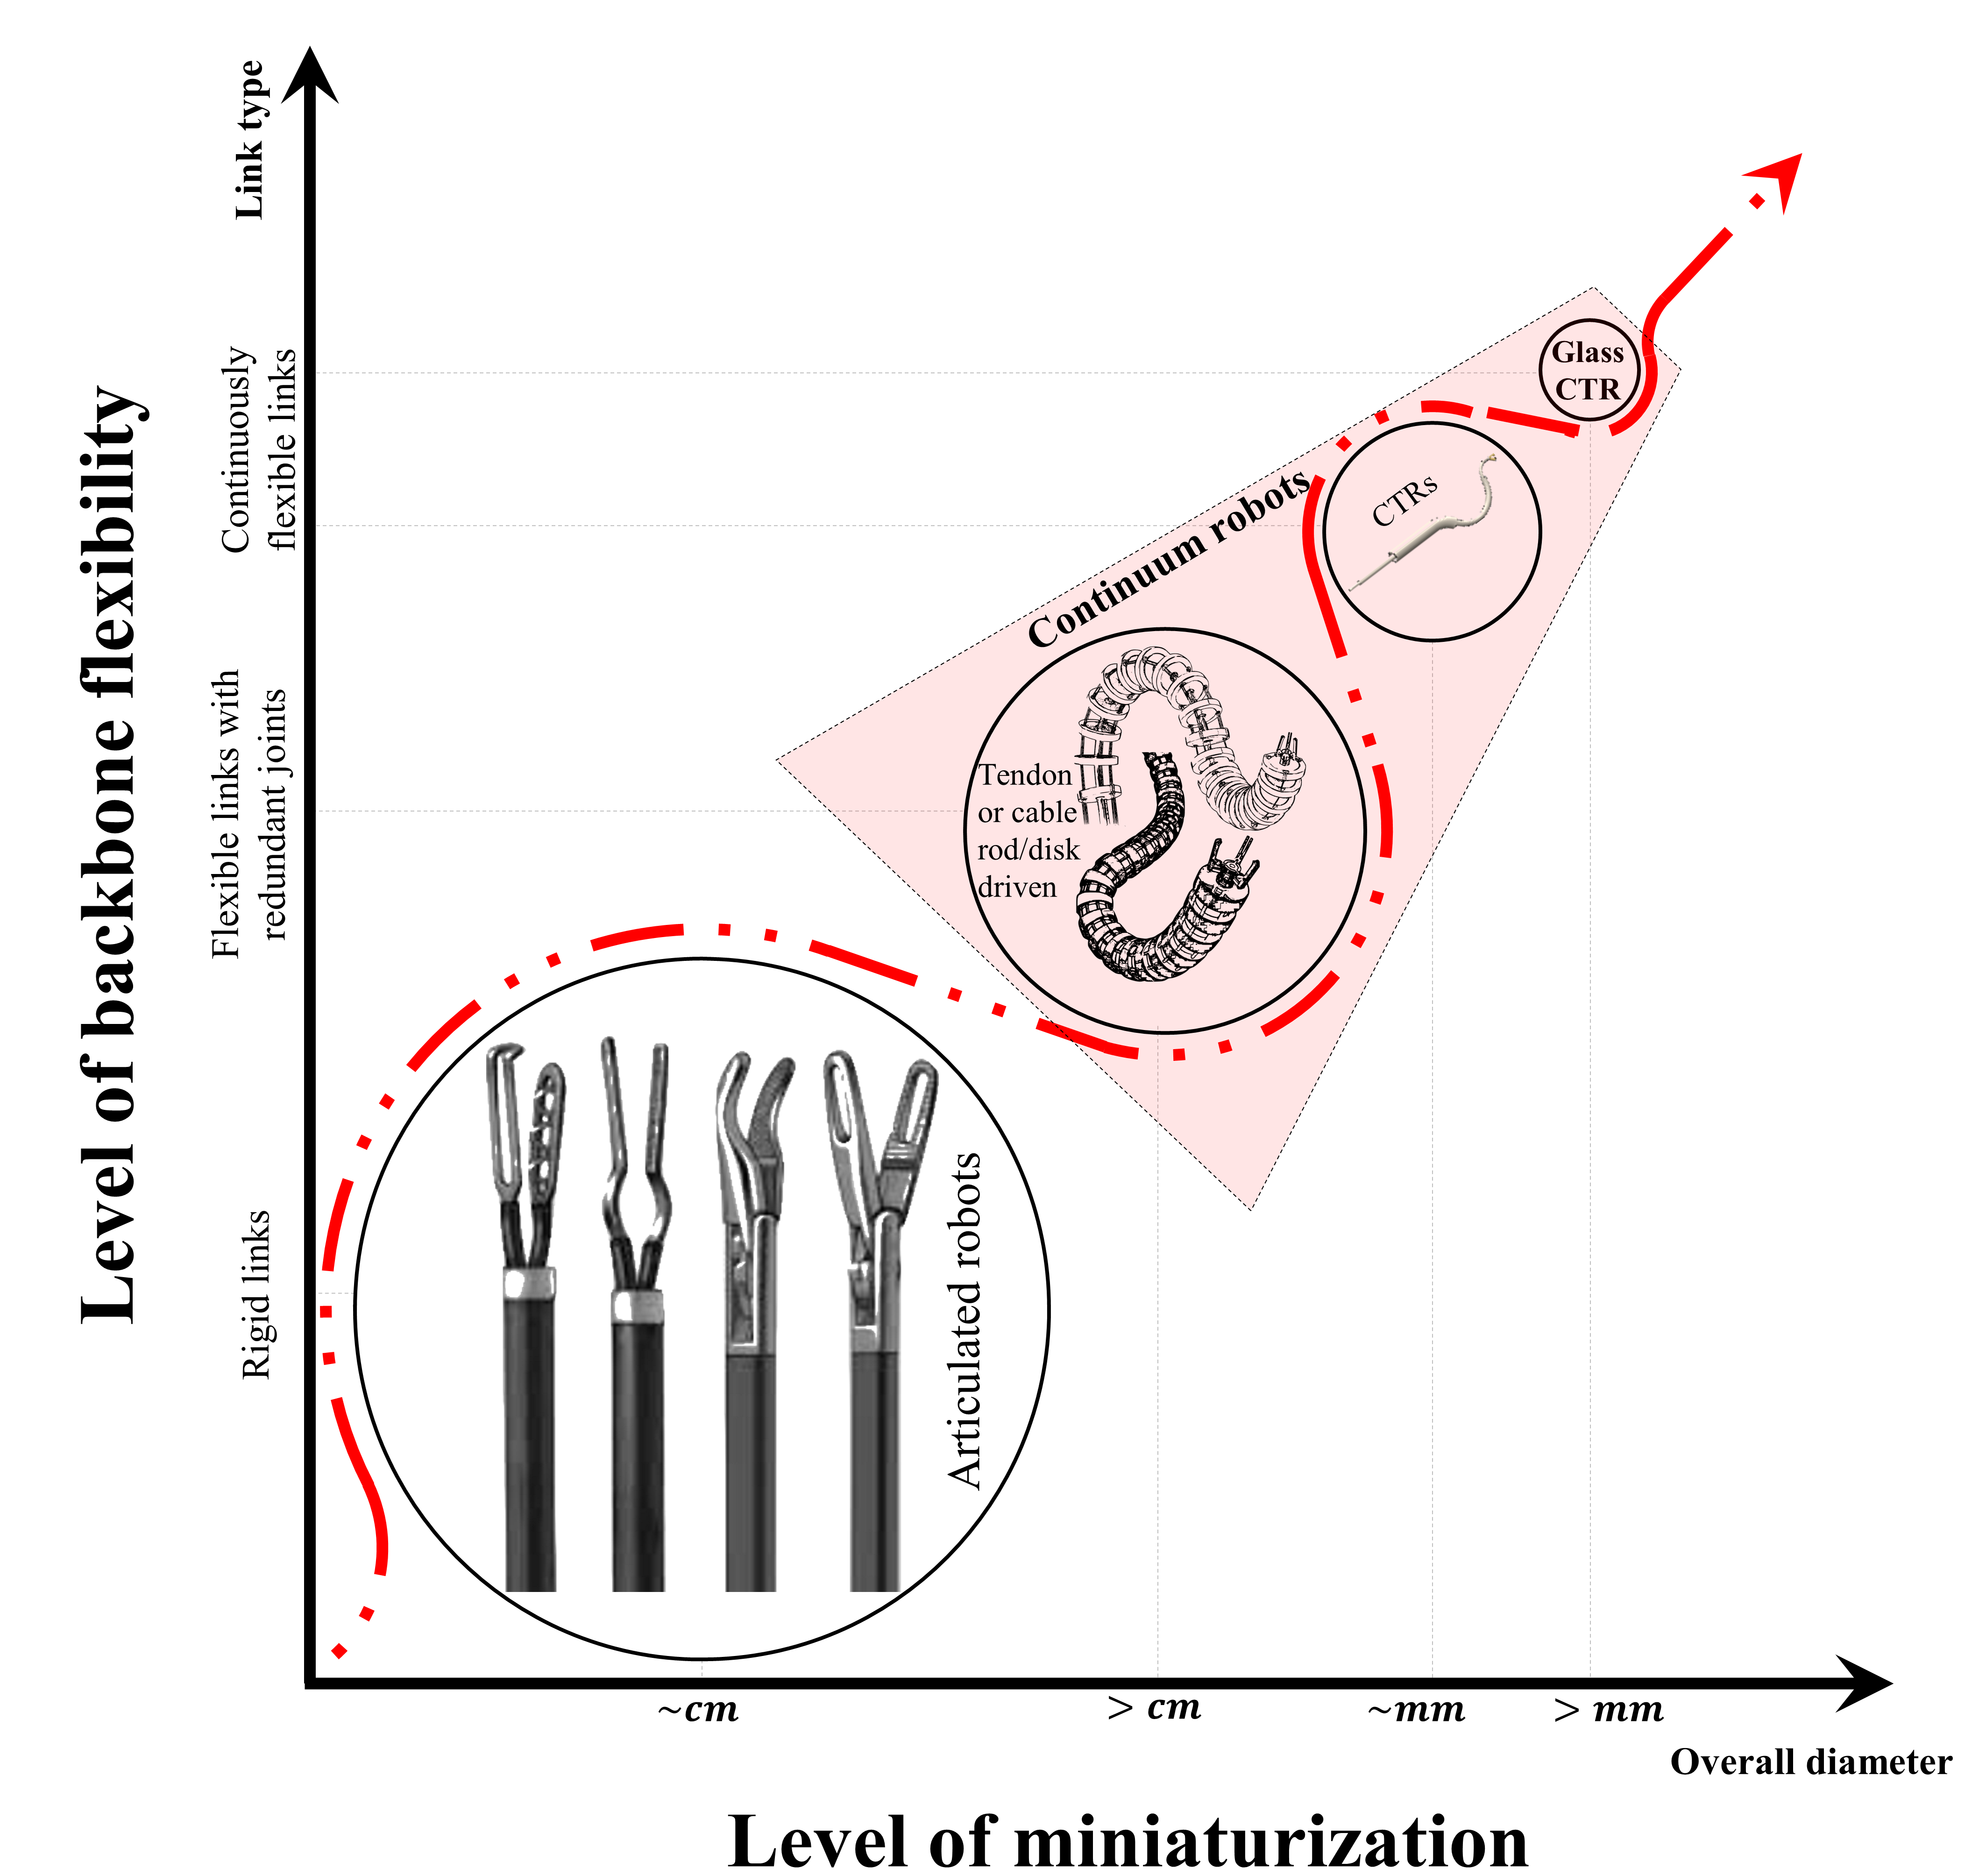 Link type
Continuously
flexible links
Flexible links with
redundant joints
Rigid links
Level of backbone flexibility
Glass
CTR
CTRs
Continuum robots
Tendon
or cable
rod/disk
driven
Articulated robots
~cm
> cm
~mm
> mm
Overall diameter
Level of miniaturization